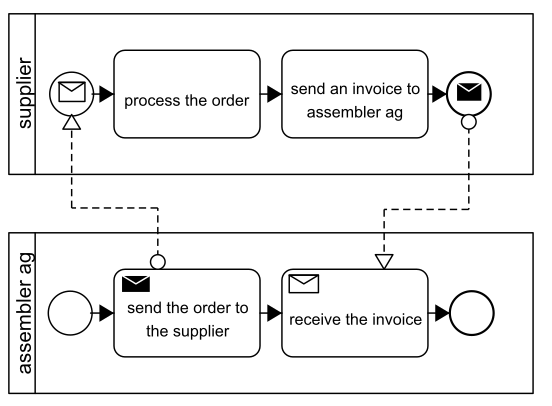 supplier
process the order
send an invoice to
assembler ag
assembler ag
send the order to
the supplier
receive the invoice